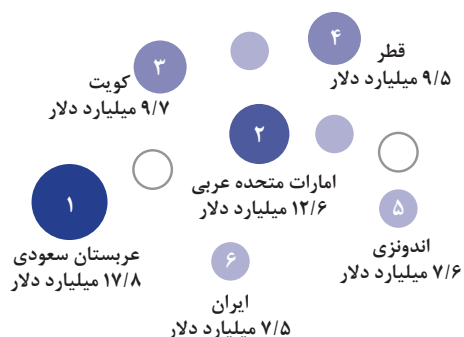 ۱
عربستان سعودی
۱۷/۸ میلیارد دلار
۲
امارات متحده عربی
۱۲/۶ میلیارد دلار
۳
کویت
۹/۷ میلیارد دلار
۴
قطر
۹/۵ میلیارد دلار
۵
اندونزی
۷/۶ میلیارد دلار
۶
ایران
۷/۵ میلیارد دلار